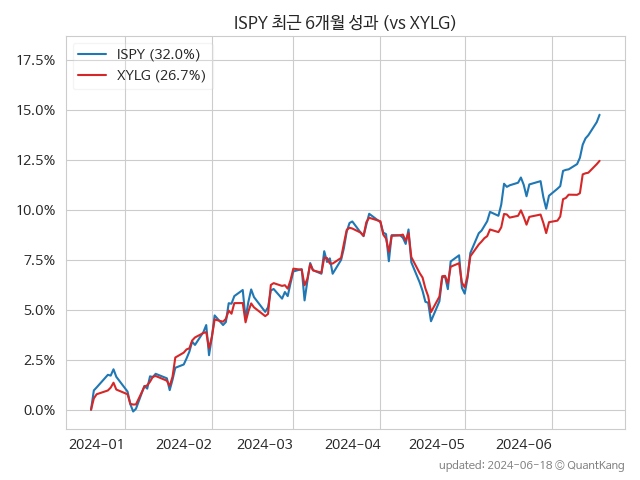 ISPY 최근 6개월 성과 (vs XYLG)
ISPY (32.0%)
XYLG (26.7%)
17.5%
15.0%
12.5%
10.0%
7.5%
5.0%
2.5%
0.0%
2024-01 2024-02 2024-03 2024-04 2024-05 2024-06
updated: 2024-06-18 © QuantKang